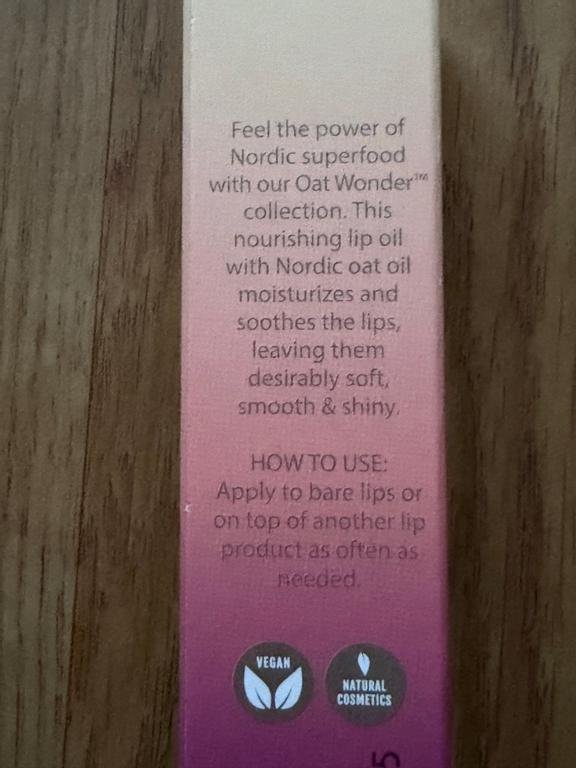 Feel the power of
Nordic superfood
with our Oat Wonder™
collection. This
nourishing lip oil
with Nordic oat oil
moisturizes and
soothes the lips,
leaving them
desirably soft,
smooth & shiny.
HOW TO USE:
Apply to bare lips or
on top of another lip
product as often as
needed.
VEGAN
NATURAL
COSMETICS
5